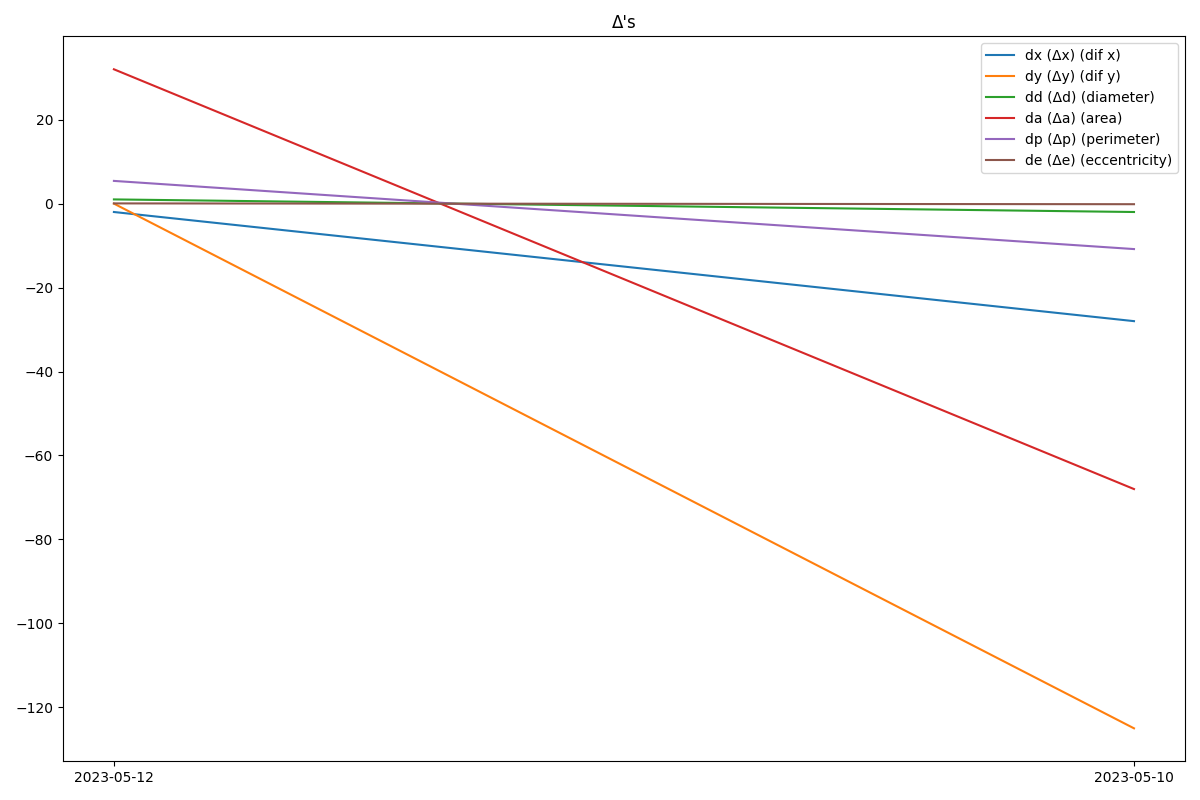 Δ's
dx (Δx) (dif x)
dy (Δy) (dif y)
dd (Δd) (diameter)
da (Δa) (area)
dp (Δp) (perimeter)
de (Δe) (eccentricity)
20
0
−20
−40
−60
−80
−100
−120
2023-05-12
2023-05-10